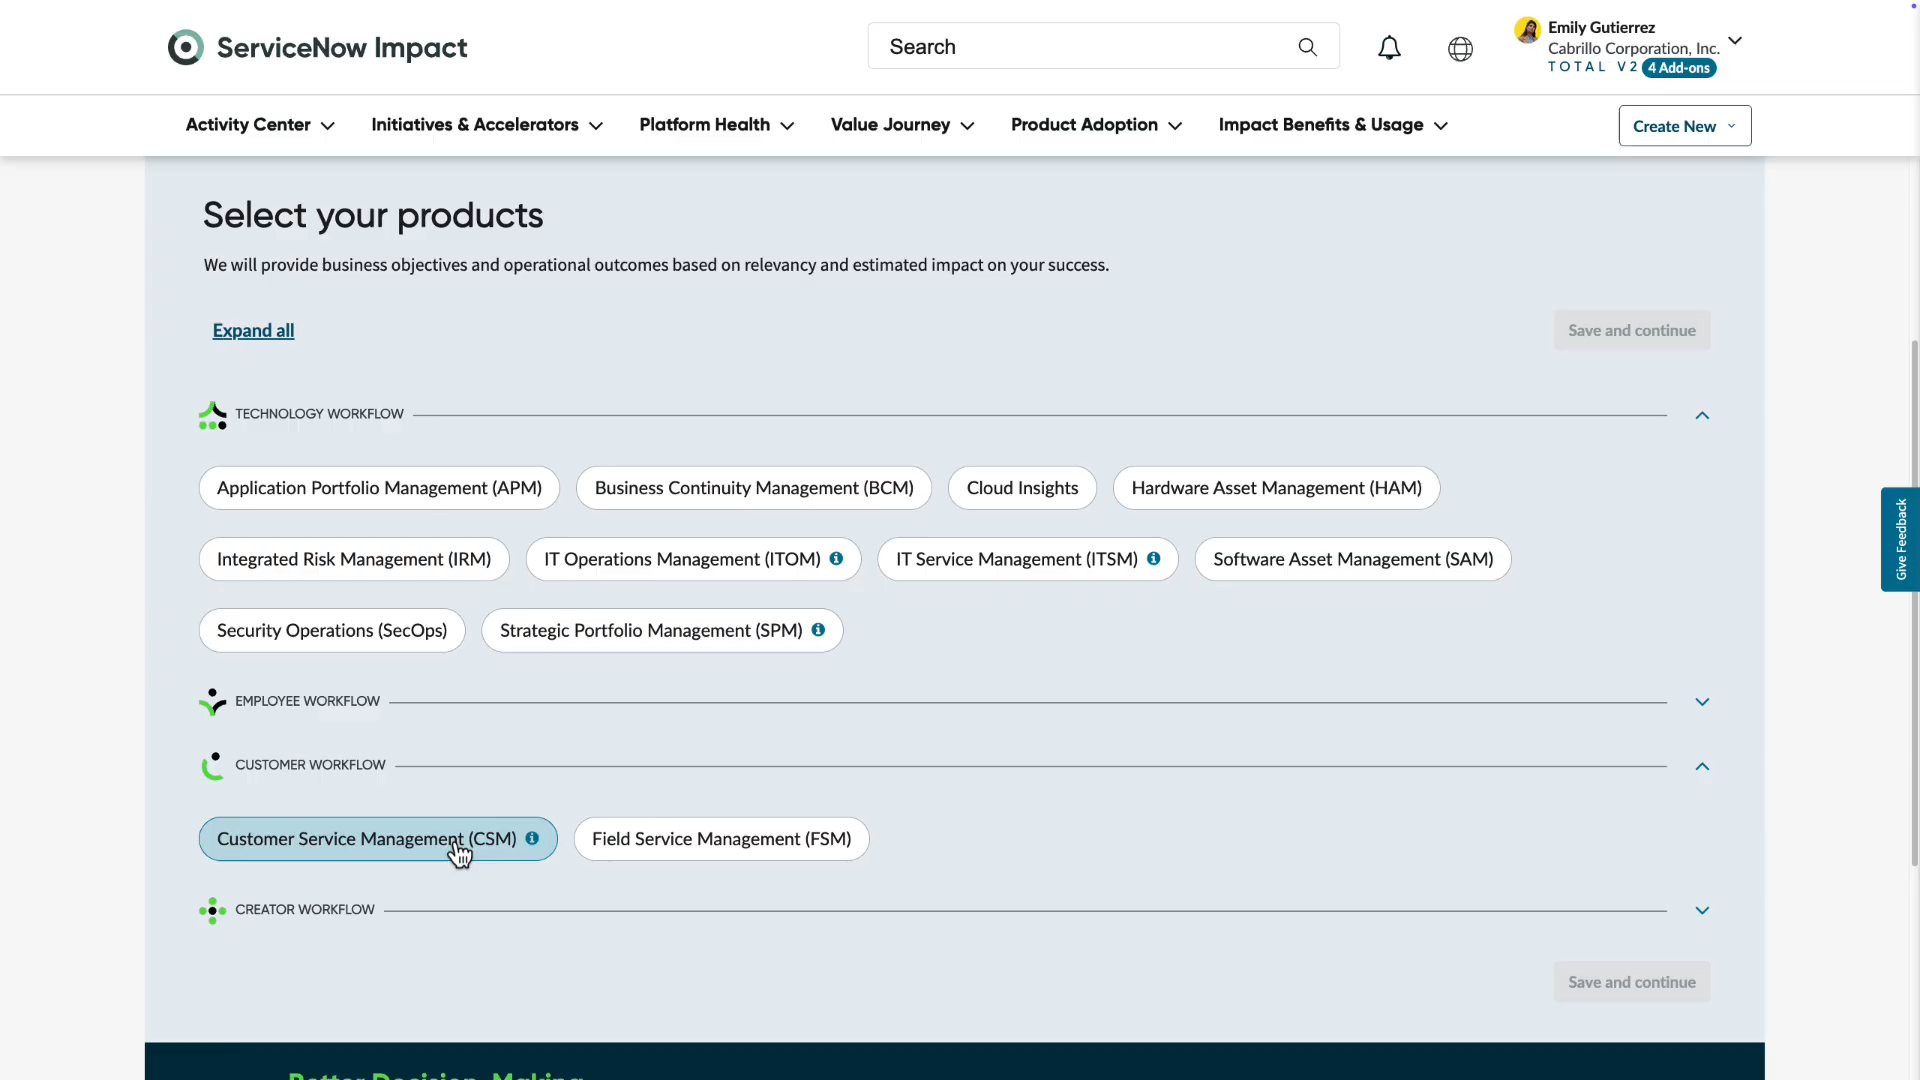 ServiceNow Impact
Search
Emily Gutierrez
Cabrillo Corporation, Inc.
TOTAL V2 4 Add-ons
Activity Center Initiatives & Accelerators Platform Health Value Journey Product Adoption Impact Benefits & Usage Create New
Select your products
We will provide business objectives and operational outcomes based on relevancy and estimated impact on your success.
Expand all Save and continue
TECHNOLOGY WORKFLOW
Application Portfolio Management (APM) Business Continuity Management (BCM) Cloud Insights Hardware Asset Management (HAM)
Integrated Risk Management (IRM) IT Operations Management (ITOM) IT Service Management (ITSM) Software Asset Management (SAM)
Security Operations (SecOps) Strategic Portfolio Management (SPM)
EMPLOYEE WORKFLOW
CUSTOMER WORKFLOW
Customer Service Management (CSM) Field Service Management (FSM)
CREATOR WORKFLOW
Save and continue
Better Decision-Making
Give Feedback